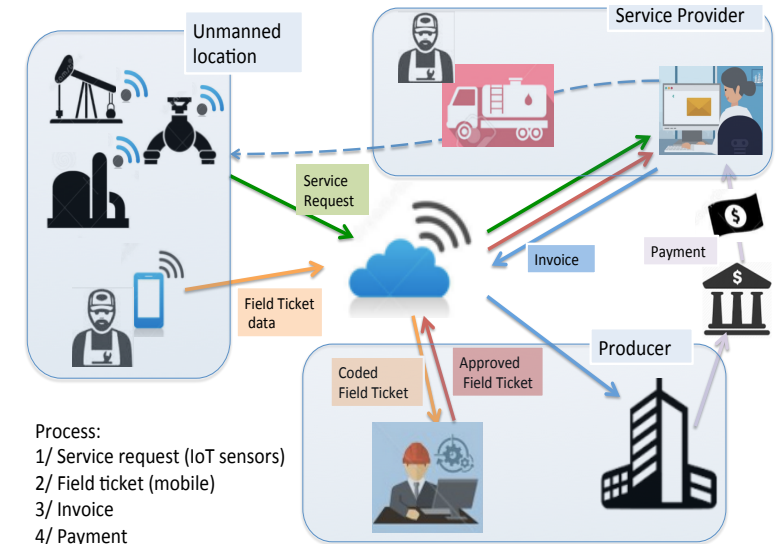 Unmanned
location
Service Provider
Service
Request
Invoice
Payment
$
$
Field Ticket
data
Coded
Field Ticket
Approved
Field Ticket
Producer
Process:
1/ Service request (IoT sensors)
2/ Field ticket (mobile)
3/ Invoice
4/ Payment